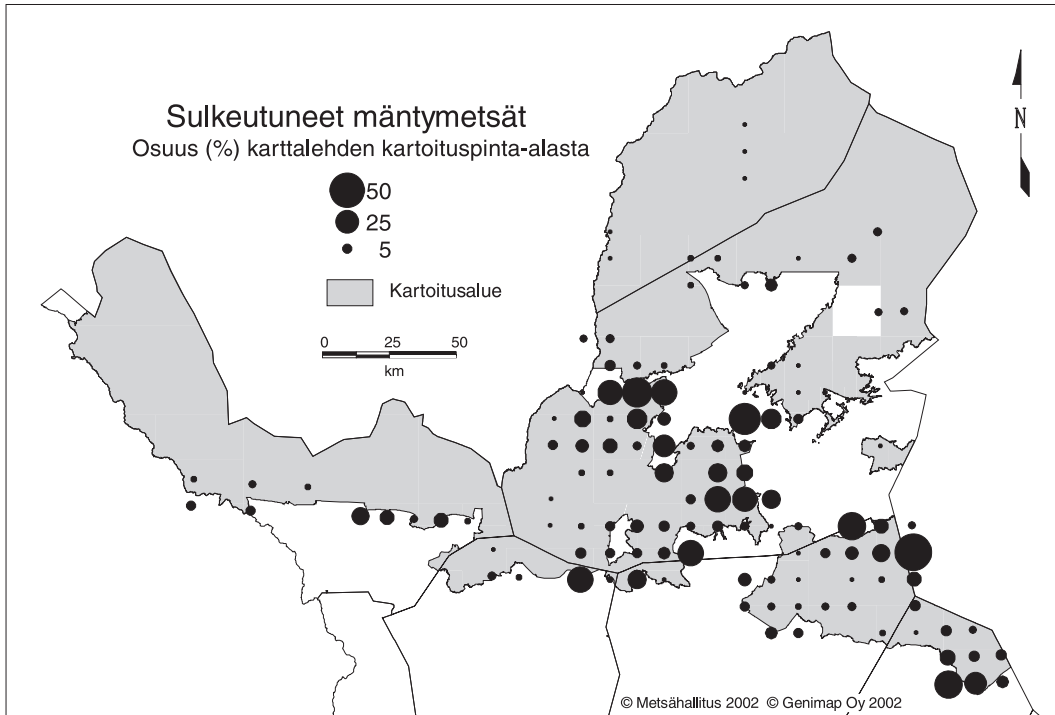 Sulkeutuneet mäntymetsät
Osuus (%) karttalehden kartoituspinta-alasta
50
25
5
Kartoitusalue
0 25 50
km
N
© Metsähallitus 2002 © Genimap Oy 2002